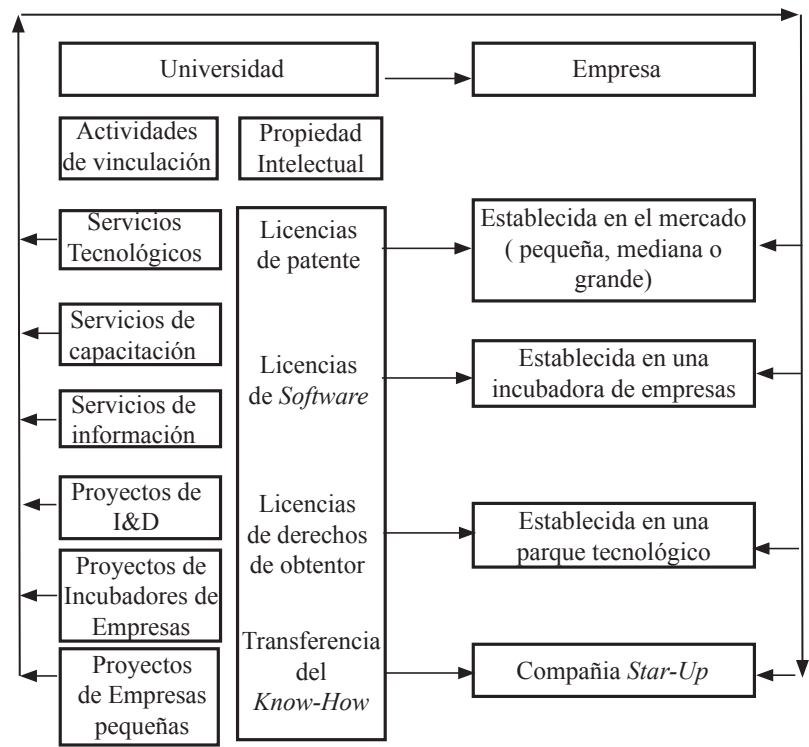 Universidad
Empresa
Actividades
de vinculación
Propiedad
Intelectual
Servicios
Tecnológicos
Servicios de
capacitación
Servicios de
información
Proyectos de
I&D
Proyectos de
Incubadores de
Empresas
Proyectos
de Empresas
pequeñas
Licencias
de patente
Licencias
de Software
Licencias
de derechos
de obtentor
Transferencia
del
Know-How
Establecida en el mercado
( pequeña, mediana o
grande)
Establecida en una
incubadora de empresas
Establecida en una
parque tecnológico
Compañia Star-Up